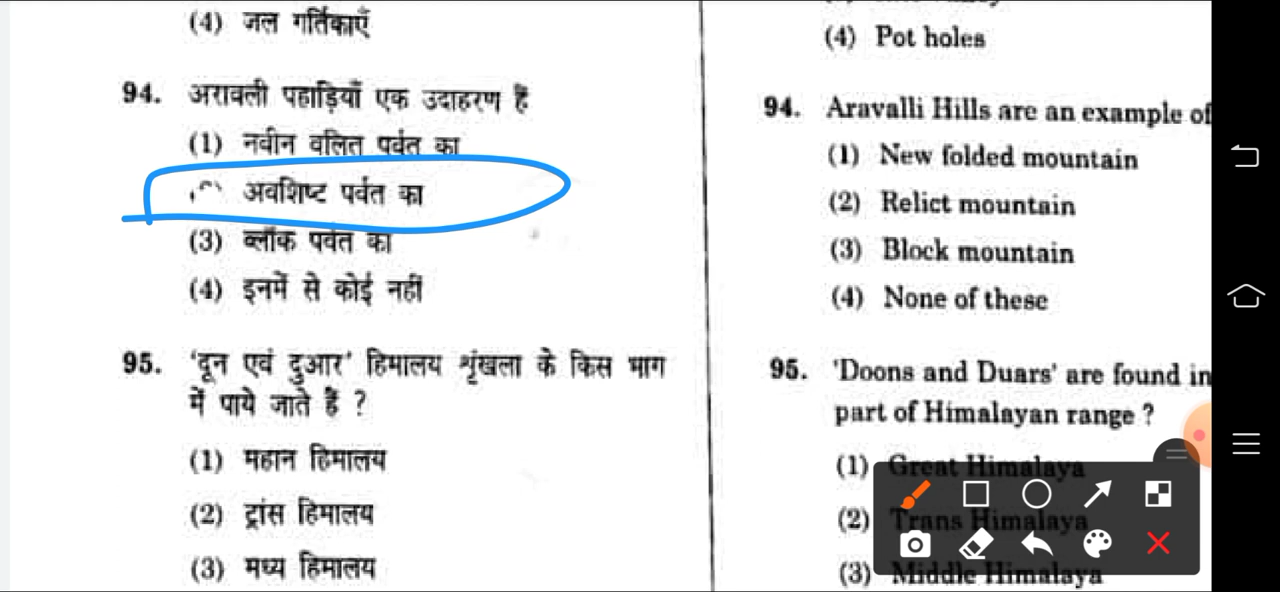 (4) जल गर्तिकाएँ
94. अरावली पहाड़ियाँ एक उदाहरण है
(1) नवीन वलित पर्वत का
अवशिष्ट पर्वत का
(3) ब्लॉक पर्वत का
(4) इनमें से कोई नहीं
95. 'दून एवं दुआर' हिमालय शृंखला के किस भाग
में पाये जाते हैं ?
(1) महान हिमालय
(2) ट्रांस हिमालय
(3) मध्य हिमालय
(4) Pot holes
94. Aravalli Hills are an example of
(1) New folded mountain
(2) Relict mountain
(3) Block mountain
(4) None of these
95. 'Doons and Duars' are found in
part of Himalayan range ?
(1) Great Himalaya
(2) Trans Himalaya
(3) Middle Himalaya